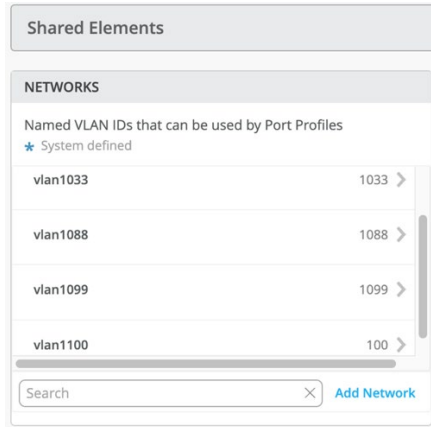 Shared Elements
NETWORKS
Named VLAN IDs that can be used by Port Profiles
* System defined
vlan1033 1033
vlan1088 1088
vlan1099 1099
vlan1100 100
Search Add Network